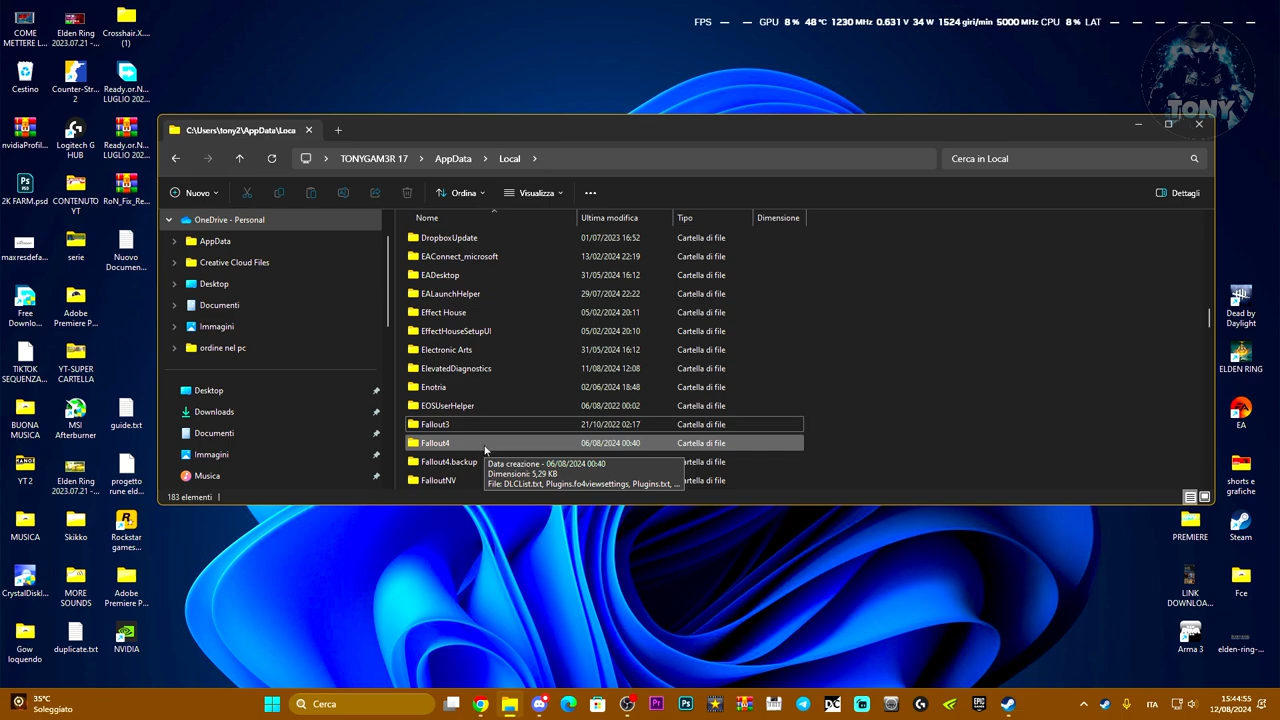 FPS — — GPU 8 % 48 °C 1230 MHz 0.631 V 34 W 1524 giri/min 5000 MHz CPU 8 % LAT — — — — — —
COME METTERE L...
Elden Ring 2023.07.21 -...
Crosshair.X.... (1)
Cestino
Counter-Str... 2
Ready.or.N... LUGLIO 202...
nvidiaProfil...
Logitech G HUB
Ready.or.N... LUGLIO 202...
2K FARM.psd
CONTENUTO YT
RoN_Fix_Re...
maxresdefa...
serie
Nuovo Documen...
Free Downlo...
Adobe Premiere P...
TIKTOK SEQUENZA...
YT-SUPER CARTELLA
BUONA MUSICA
MSI Afterburner
guide.txt
YT 2
RECE
progetto rune eld...
MUSICA
Skikko
Rockstar games...
CrystalDiskI...
MORE SOUNDS
Adobe Premiere P...
Gow loquendo
duplicate.txt
NVIDIA
TONY
C:\Users\tony2\AppData\Loca
TONYGAM3R 17 > AppData > Local >
Cerca in Local
Nuovo
Ordina
Visualizza
Dettagli
OneDrive - Personal
AppData
Creative Cloud Files
Desktop
Documenti
Immagini
ordine nel pc
Desktop
Downloads
Documenti
Immagini
Musica
Nome Ultima modifica Tipo Dimensione
DropboxUpdate 01/07/2023 16:52 Cartella di file
EAConnect_microsoft 13/02/2024 22:19 Cartella di file
EADesktop 31/05/2024 16:12 Cartella di file
EALaunchHelper 29/07/2024 22:22 Cartella di file
Effect House 05/02/2024 20:11 Cartella di file
EffectHouseSetupUI 05/02/2024 20:10 Cartella di file
Electronic Arts 31/05/2024 16:12 Cartella di file
ElevatedDiagnostics 11/08/2024 12:08 Cartella di file
Enotria 02/06/2024 18:48 Cartella di file
EOSUserHelper 06/08/2022 00:02 Cartella di file
Fallout3 21/10/2022 02:17 Cartella di file
Fallout4 06/08/2024 00:40 Cartella di file
Fallout4.backup Cartella di file
FalloutNV Cartella di file
Data creazione - 06/08/2024 00:40
Dimensioni: 5,29 KB
File: DLCList.txt, Plugins.fo4viewsettings, Plugins.txt, ...
183 elementi
Dead by Daylight
ELDEN RING
EA
shorts e grafiche
PREMIERE
Steam
LINK DOWNLOA...
Fce
Arma 3
elden-ring-...
35°C
Soleggiato
Cerca
ITA
15:44:55
12/08/2024